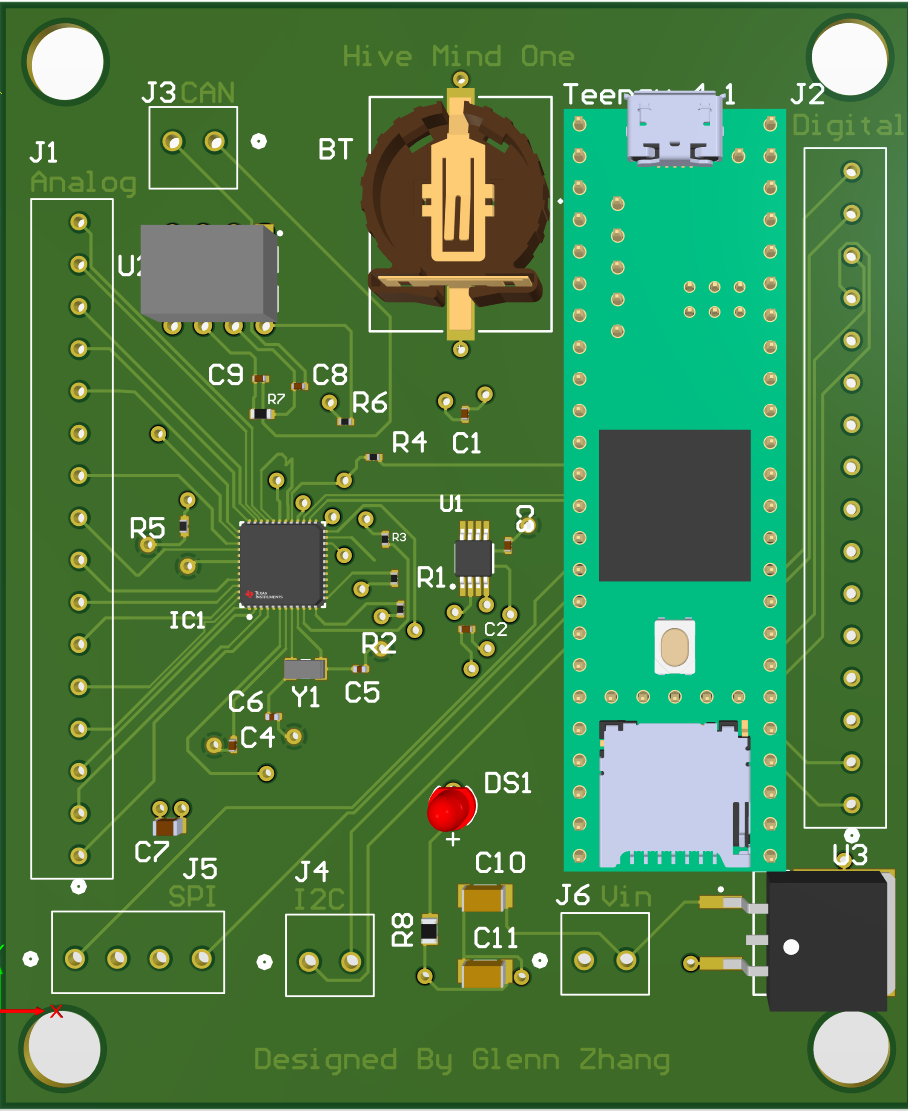 Hive Mind One
J3 CAN
Teensy 4.1
J2
Digital
J1
Analog
BT
U2
C9
C8
R7
R6
R4
C1
U1
R5
R3
R1
IC1
TEXAS INSTRUMENTS
R2
C2
Y1
C5
C6
C4
DS1
+
C7
U3
J5
SPI
J4
I2C
C10
J6 Vin
R8
C11
X
Designed By Glenn Zhang